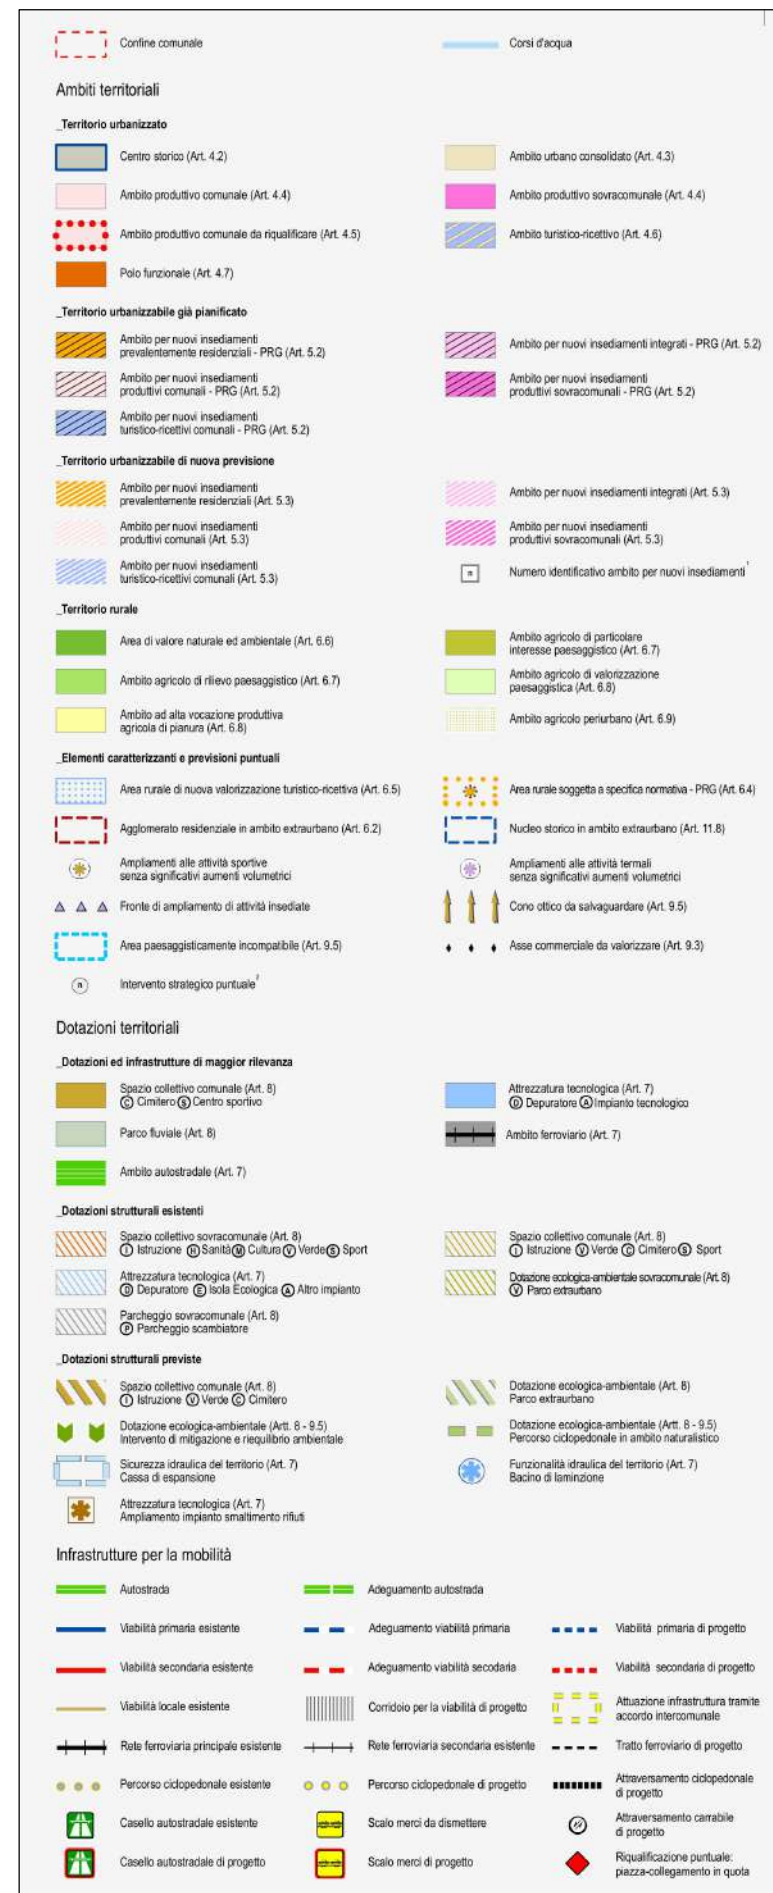 Confine comunale
Corsi d'acqua
Ambiti territoriali
_Territorio urbanizzato
Centro storico (Art. 4.2)
Ambito urbano consolidato (Art. 4.3)
Ambito produttivo comunale (Art. 4.4)
Ambito produttivo sovracomunale (Art. 4.4)
Ambito produttivo comunale da riqualificare (Art. 4.5)
Ambito turistico-ricettivo (Art. 4.6)
Polo funzionale (Art. 4.7)
_Territorio urbanizzabile già pianificato
Ambito per nuovi insediamenti
prevalentemente residenziali - PRG (Art. 5.2)
Ambito per nuovi insediamenti integrati - PRG (Art. 5.2)
Ambito per nuovi insediamenti
produttivi comunali - PRG (Art. 5.2)
Ambito per nuovi insediamenti
produttivi sovracomunali - PRG (Art. 5.2)
Ambito per nuovi insediamenti
turistico-ricettivi comunali - PRG (Art. 5.2)
_Territorio urbanizzabile di nuova previsione
Ambito per nuovi insediamenti
prevalentemente residenziali (Art. 5.3)
Ambito per nuovi insediamenti integrati (Art. 5.3)
Ambito per nuovi insediamenti
produttivi comunali (Art. 5.3)
Ambito per nuovi insediamenti
produttivi sovracomunali (Art. 5.3)
Ambito per nuovi insediamenti
turistico-ricettivi comunali (Art. 5.3)
n Numero identificativo ambito per nuovi insediamenti¹
_Territorio rurale
Area di valore naturale ed ambientale (Art. 6.6)
Ambito agricolo di particolare
interesse paesaggistico (Art. 6.7)
Ambito agricolo di rilievo paesaggistico (Art. 6.7)
Ambito agricolo di valorizzazione
paesaggistica (Art. 6.8)
Ambito ad alta vocazione produttiva
agricola di pianura (Art. 6.8)
Ambito agricolo periurbano (Art. 6.9)
_Elementi caratterizzanti e previsioni puntuali
Area rurale di nuova valorizzazione turistico-ricettiva (Art. 6.5)
Area rurale soggetta a specifica normativa - PRG (Art. 6.4)
Agglomerato residenziale in ambito extraurbano (Art. 6.2)
Nucleo storico in ambito extraurbano (Art. 11.8)
Ampliamenti alle attività sportive
senza significativi aumenti volumetrici
Ampliamenti alle attività termali
senza significativi aumenti volumetrici
Fronte di ampliamento di attività insediate
Cono ottico da salvaguardare (Art. 9.5)
Area paesaggisticamente incompatibile (Art. 9.5)
Asse commerciale da valorizzare (Art. 9.3)
n Intervento strategico puntuale²
Dotazioni territoriali
_Dotazioni ed infrastrutture di maggior rilevanza
Spazio collettivo comunale (Art. 8)
C Cimitero S Centro sportivo
Attrezzatura tecnologica (Art. 7)
D Depuratore A Impianto tecnologico
Parco fluviale (Art. 8)
Ambito ferroviario (Art. 7)
Ambito autostradale (Art. 7)
_Dotazioni strutturali esistenti
Spazio collettivo sovracomunale (Art. 8)
I Istruzione H Sanità M Cultura V Verde S Sport
Spazio collettivo comunale (Art. 8)
I Istruzione V Verde C Cimitero S Sport
Attrezzatura tecnologica (Art. 7)
D Depuratore E Isola Ecologica A Altro impianto
Dotazione ecologica-ambientale sovracomunale (Art. 8)
V Parco extraurbano
Parcheggio sovracomunale (Art. 8)
P Parcheggio scambiatore
_Dotazioni strutturali previste
Spazio collettivo comunale (Art. 8)
I Istruzione V Verde C Cimitero
Dotazione ecologica-ambientale (Art. 8)
Parco extraurbano
Dotazione ecologica-ambientale (Artt. 8 - 9.5)
Intervento di mitigazione e riequilibrio ambientale
Dotazione ecologica-ambientale (Artt. 8 - 9.5)
Percorso ciclopedonale in ambito naturalistico
Sicurezza idraulica del territorio (Art. 7)
Cassa di espansione
Funzionalità idraulica del territorio (Art. 7)
Bacino di laminzione
Attrezzatura tecnologica (Art. 7)
Ampliamento impianto smaltimento rifiuti
Infrastrutture per la mobilità
Autostrada
Adeguamento autostrada
Viabilità primaria esistente
Adeguamento viabilità primaria
Viabilità primaria di progetto
Viabilità secondaria esistente
Adeguamento viabilità secodaria
Viabilità secondaria di progetto
Viabilità locale esistente
Corridoio per la viabilità di progetto
Attuazione infrastruttura tramite
accordo intercomunale
Rete ferroviaria principale esistente
Rete ferroviaria secondaria esistente
Tratto ferroviario di progetto
Percorso ciclopedonale esistente
Percorso ciclopedonale di progetto
Attraversamento ciclopedonale
di progetto
Casello autostradale esistente
Scalo merci da dismettere
Attraversamento carrabile
di progetto
Casello autostradale di progetto
Scalo merci di progetto
Riqualificazione puntuale:
piazza-collegamento in quota